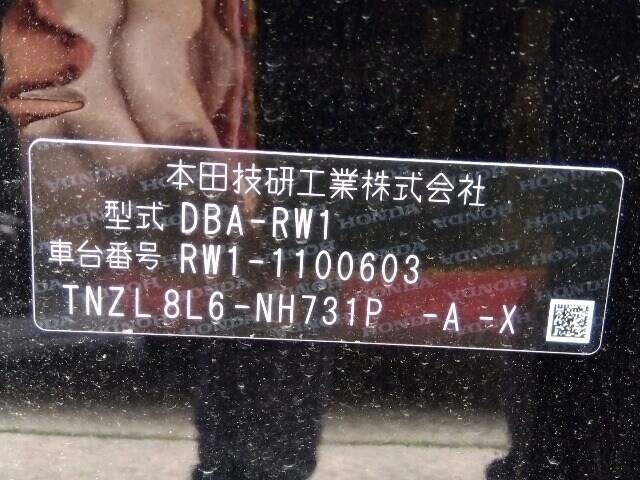 本田技研工業株式会社
型式 DBA-RW1
車台番号 RW1-1100603
TNZL8L6-NH731P -A -X